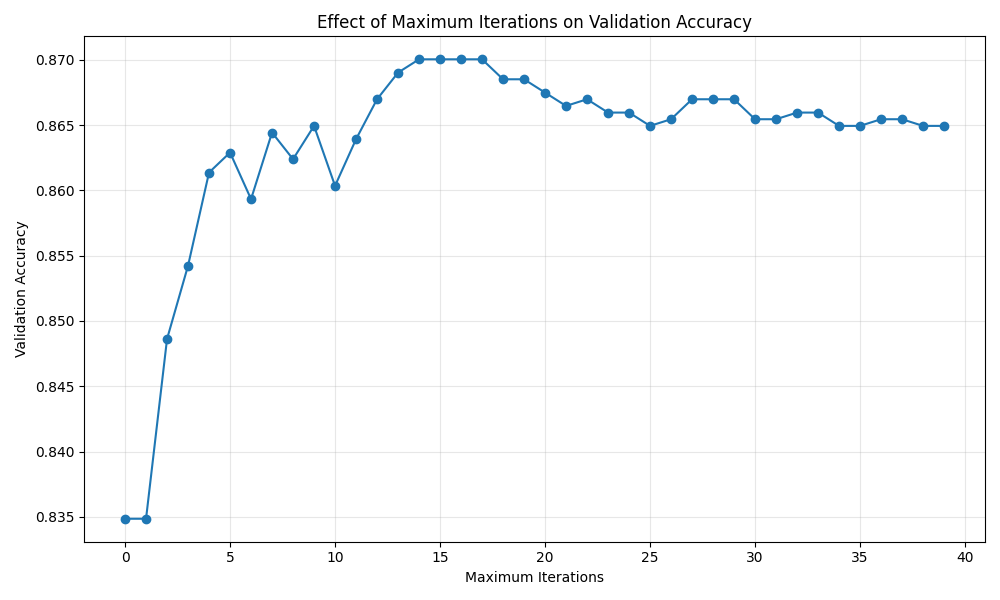 Effect of Maximum Iterations on Validation Accuracy
Validation Accuracy
0.870
0.865
0.860
0.855
0.850
0.845
0.840
0.835
0 5 10 15 20 25 30 35 40
Maximum Iterations